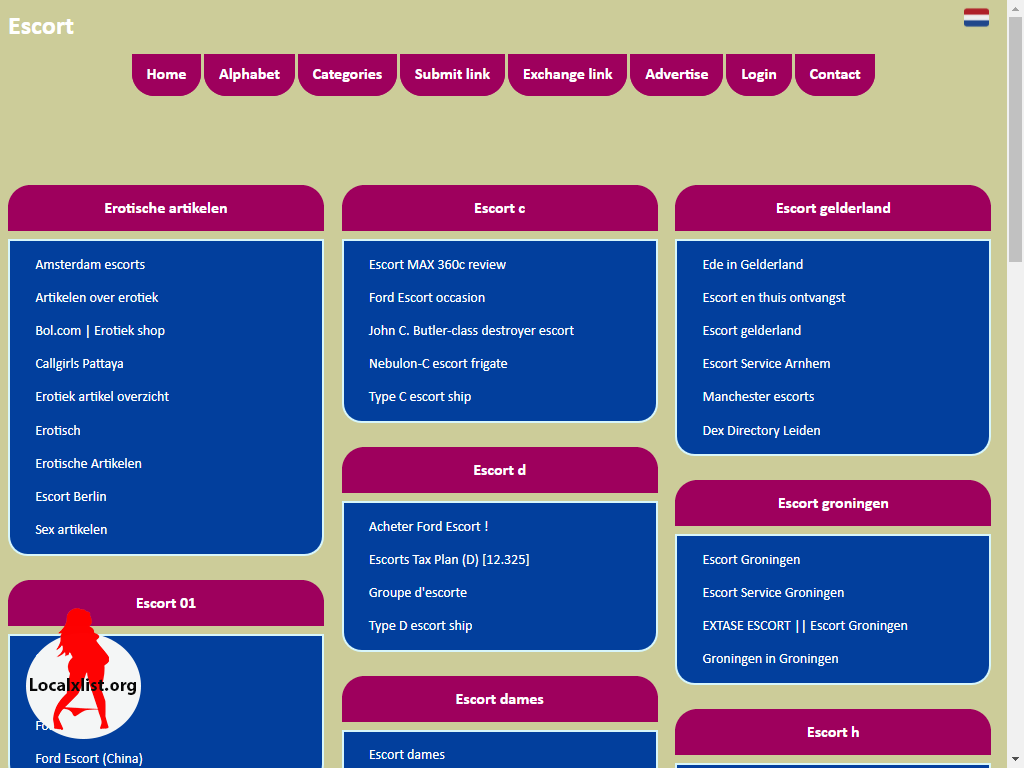 Escort
Home
Alphabet
Categories
Submit link
Exchange link
Advertise
Login
Contact
Erotische artikelen
Amsterdam escorts
Artikelen over erotiek
Bol.com | Erotiek shop
Callgirls Pattaya
Erotiek artikel overzicht
Erotisch
Erotische Artikelen
Escort Berlin
Sex artikelen
Escort 01
Localxlist.org
Ford Escort (China)
Escort c
Escort MAX 360c review
Ford Escort occasion
John C. Butler-class destroyer escort
Nebulon-C escort frigate
Type C escort ship
Escort d
Acheter Ford Escort !
Escorts Tax Plan (D) [12.325]
Groupe d'escorte
Type D escort ship
Escort dames
Escort dames
Escort gelderland
Ede in Gelderland
Escort en thuis ontvangst
Escort gelderland
Escort Service Arnhem
Manchester escorts
Dex Directory Leiden
Escort groningen
Escort Groningen
Escort Service Groningen
EXTASE ESCORT || Escort Groningen
Groningen in Groningen
Escort h